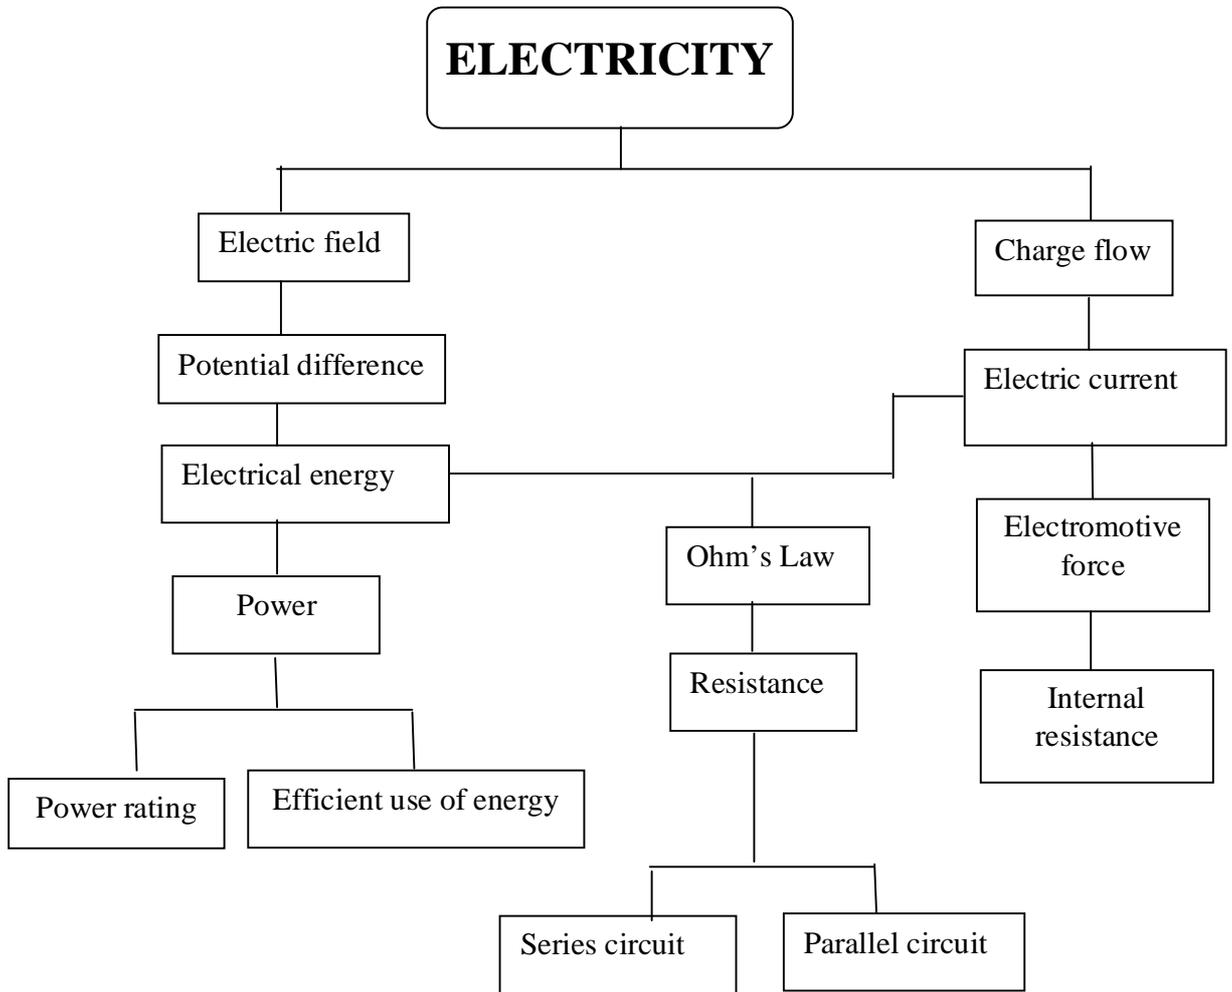 ELECTRICITY
Electric field
Charge flow
Potential difference
Electric current
Electrical energy
Electromotive
force
Ohm’s Law
Power
Resistance
Internal
resistance
Power rating
Efficient use of energy
Series circuit
Parallel circuit